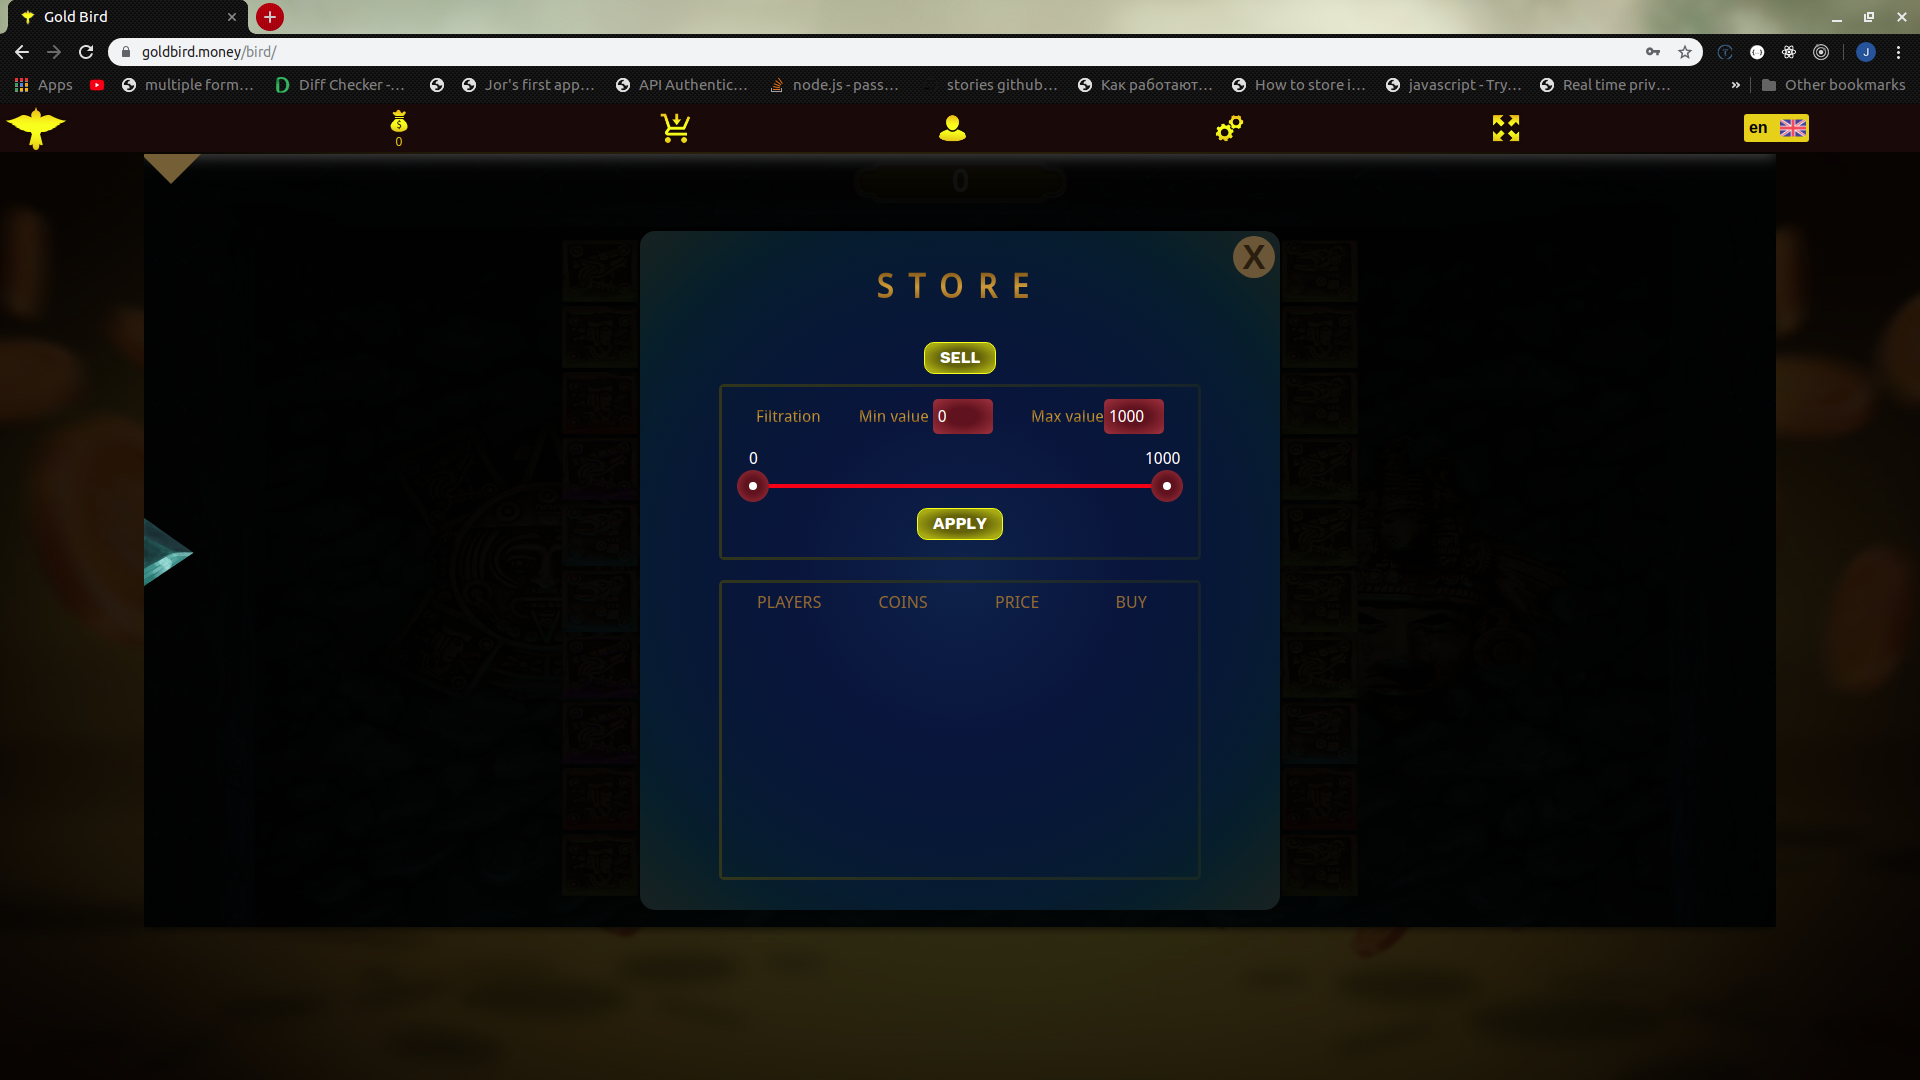 Gold Bird
goldbird.money/bird/
J
Apps
multiple form…
Diff Checker -…
Jor's first app…
API Authentic…
node.js - pass…
stories github…
Как работают…
How to store i…
javascript - Try…
Real time priv…
»
Other bookmarks
$
0
en
0
X
STORE
SELL
Filtration Min value 0 Max value 1000
0 1000
APPLY
PLAYERS COINS PRICE BUY